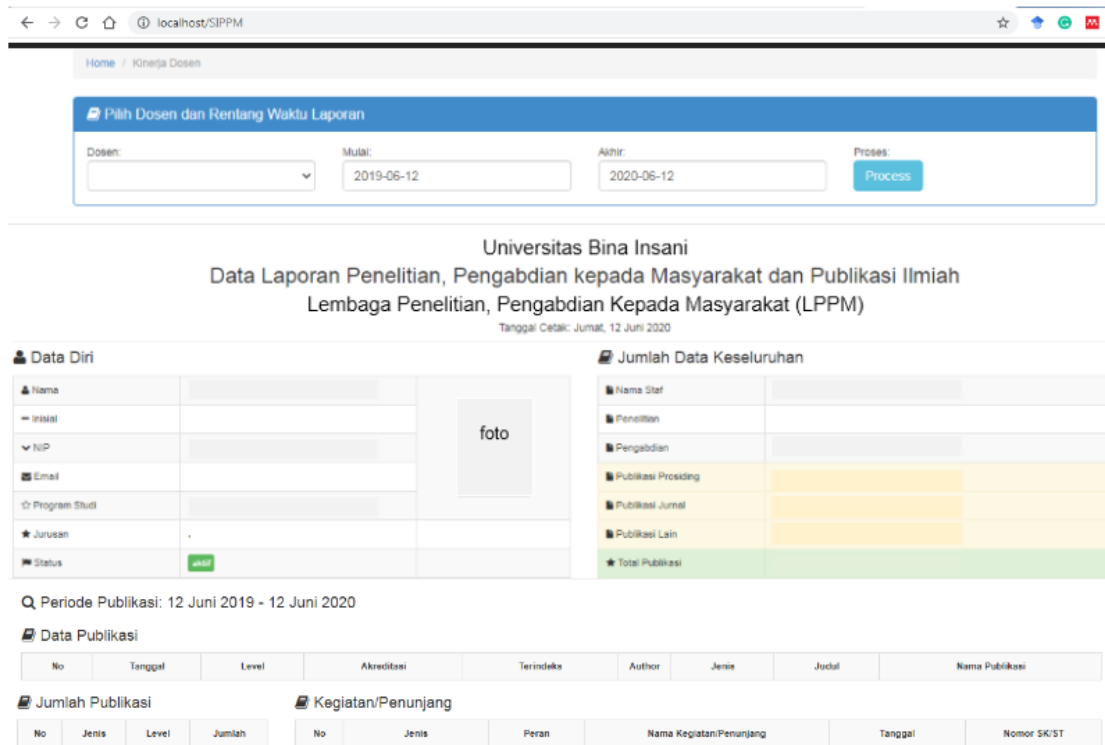 localhost/SIPPM
Home / Kinerja Dosen
Pilih Dosen dan Rentang Waktu Laporan
Dosen: Mulai: Akhir: Proses:
2019-06-12 2020-06-12 Process
Universitas Bina Insani
Data Laporan Penelitian, Pengabdian kepada Masyarakat dan Publikasi Ilmiah
Lembaga Penelitian, Pengabdian Kepada Masyarakat (LPPM)
Tanggal Cetak: Jumat, 12 Juni 2020
Data Diri
Nama
Inisial
NIP
Email
Program Studi
Jurusan .
Status aktif
foto
Jumlah Data Keseluruhan
Nama Staf
Penelitian
Pengabdian
Publikasi Prosiding
Publikasi Jurnal
Publikasi Lain
Total Publikasi
Periode Publikasi: 12 Juni 2019 - 12 Juni 2020
Data Publikasi
No Tanggal Level Akreditasi Terindeks Author Jenis Judul Nama Publikasi
Jumlah Publikasi
No Jenis Level Jumlah
Kegiatan/Penunjang
No Jenis Peran Nama Kegiatan/Penunjang Tanggal Nomor SK/ST